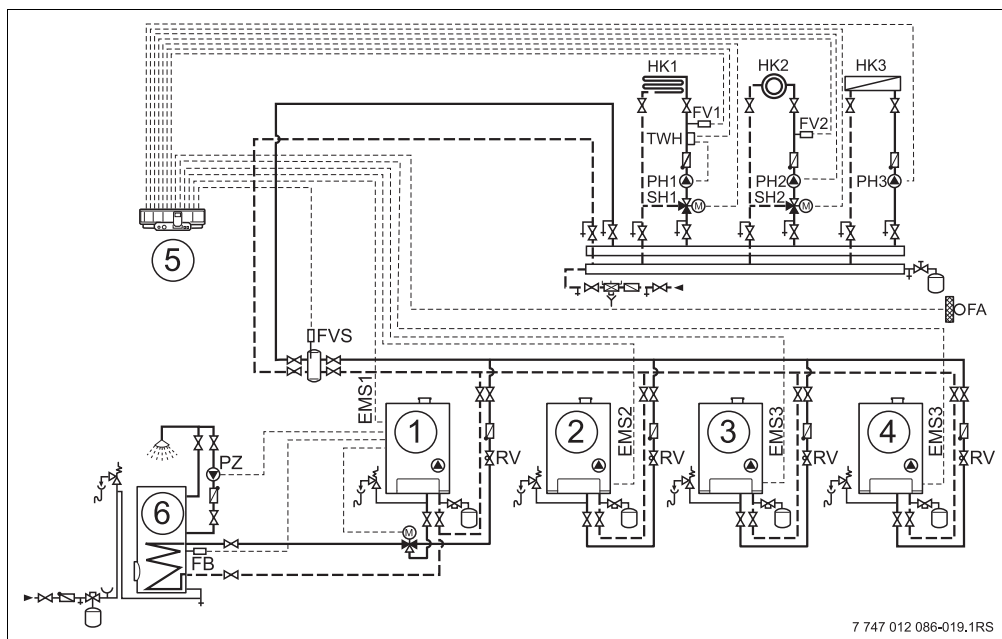 HK1
HK2
HK3
FV1
TWH
FV2
PH1
PH2
PH3
SH1
M
SH2
M
5
FA
FVS
EMS1
EMS2
EMS3
EMS3
1
2
3
4
RV
RV
RV
RV
PZ
6
M
FB
7 747 012 086-019.1RS